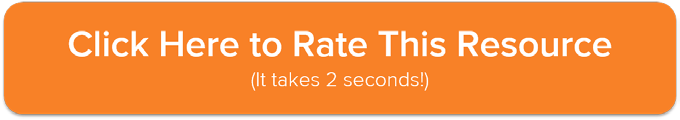 Click Here to Rate This Resource
(It takes 2 seconds!)